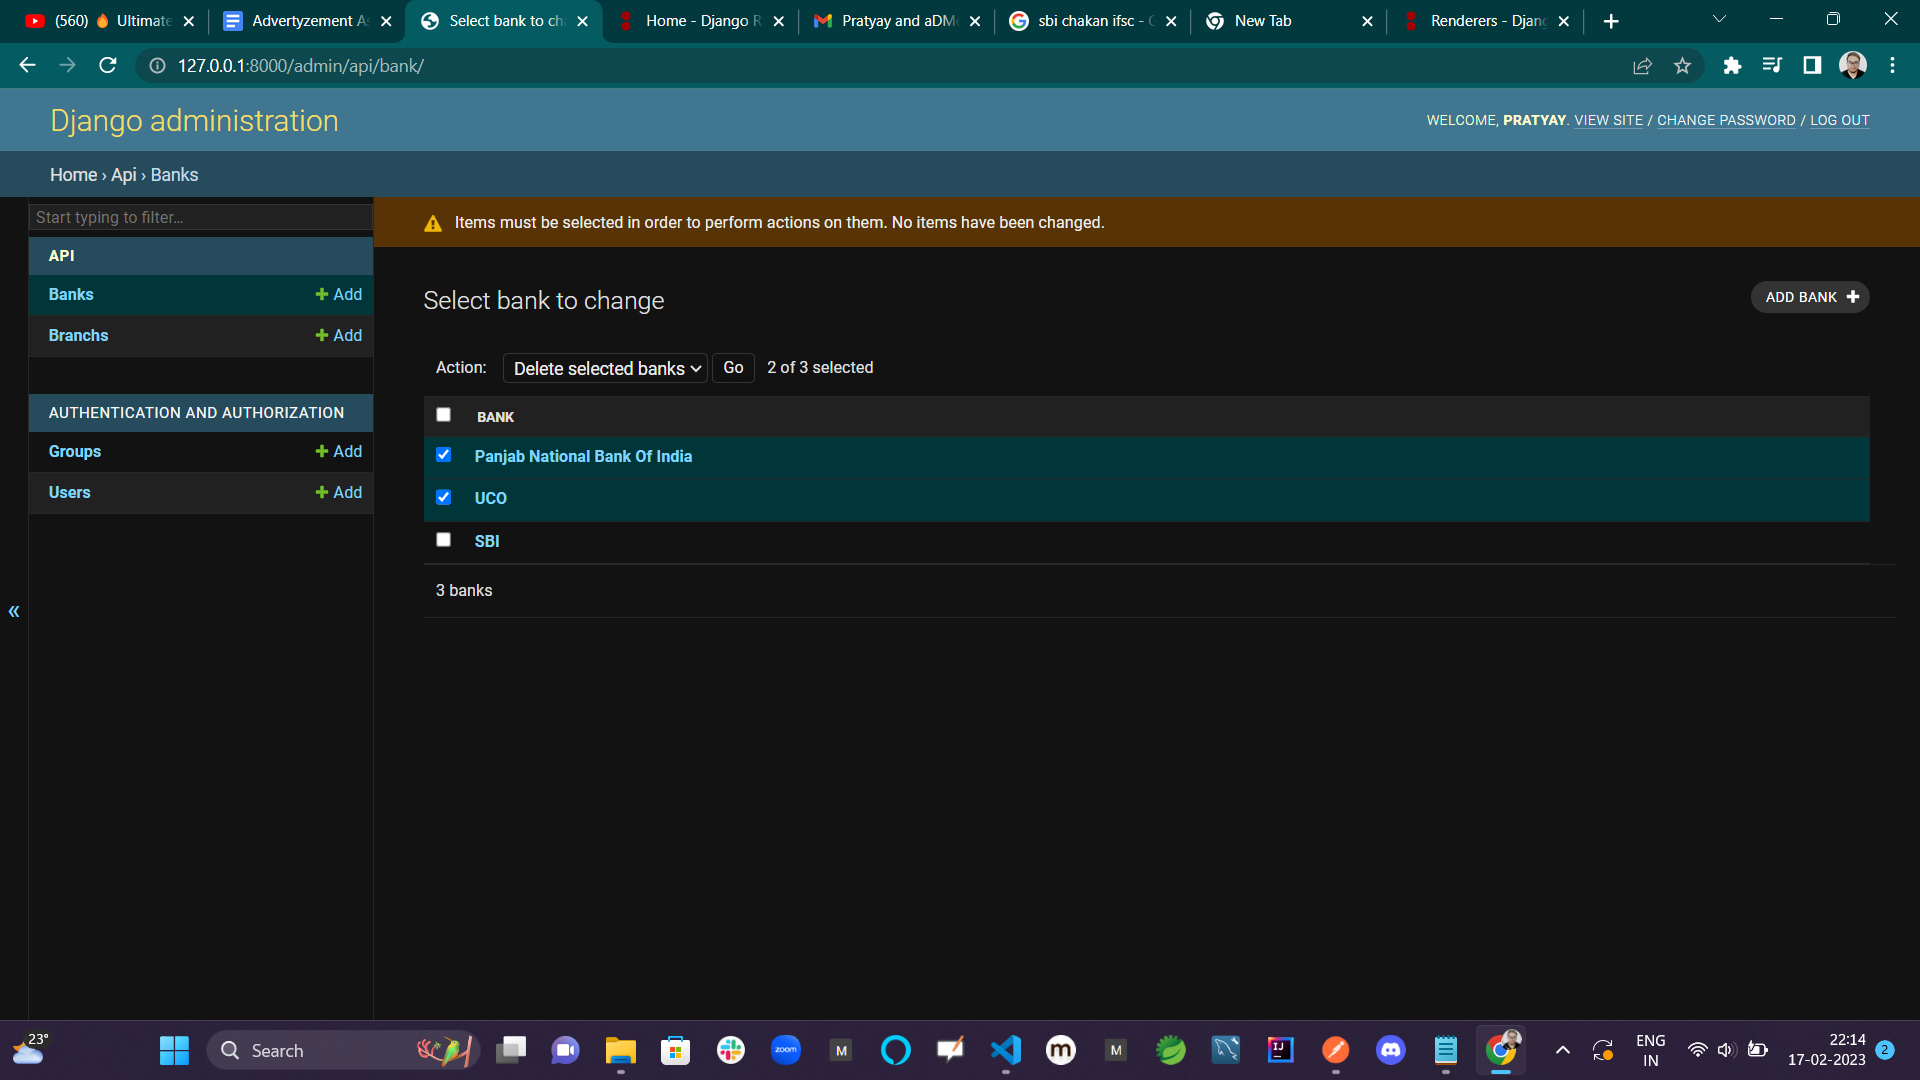 (560) 🔥 Ultimate
Advertyzement As
Select bank to ch
Home - Django R
Pratyay and aDMe
sbi chakan ifsc - G
New Tab
Renderers - Djang
127.0.0.1:8000/admin/api/bank/
Django administration
WELCOME, PRATYAY. VIEW SITE / CHANGE PASSWORD / LOG OUT
Home › Api › Banks
Start typing to filter...
Items must be selected in order to perform actions on them. No items have been changed.
API
Banks + Add
Branchs + Add
AUTHENTICATION AND AUTHORIZATION
Groups + Add
Users + Add
«
Select bank to change
ADD BANK +
Action: Delete selected banks Go 2 of 3 selected
BANK
Panjab National Bank Of India
UCO
SBI
3 banks
23°
Search
zoom
M
m
M
IJ
ENG
IN
22:14
17-02-2023
2